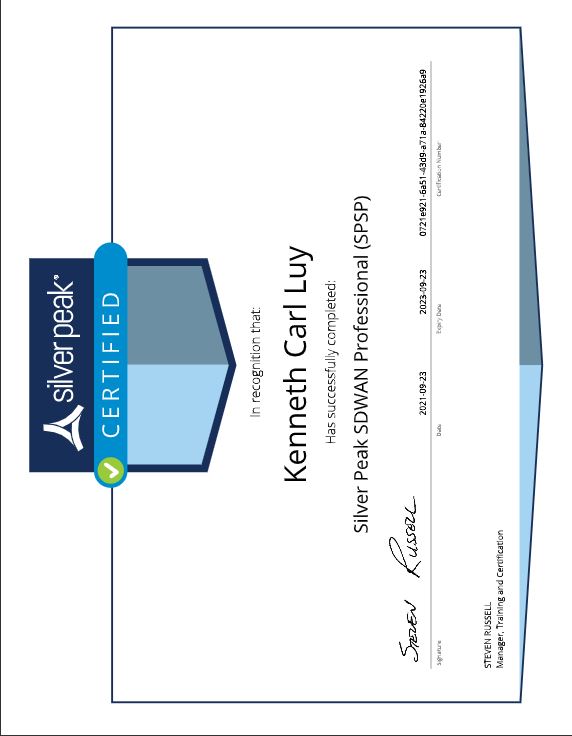 silver peak®
CERTIFIED
In recognition that:
Kenneth Carl Luy
Has successfully completed:
Silver Peak SDWAN Professional (SPSP)
STEVEN RUSSELL
2021-09-23 2023-09-23 0721e921-6a51-43d9-a71a-84220e1926a9
Signature Date Expiry Date Certification Number
STEVEN RUSSELL
Manager, Training and Certification